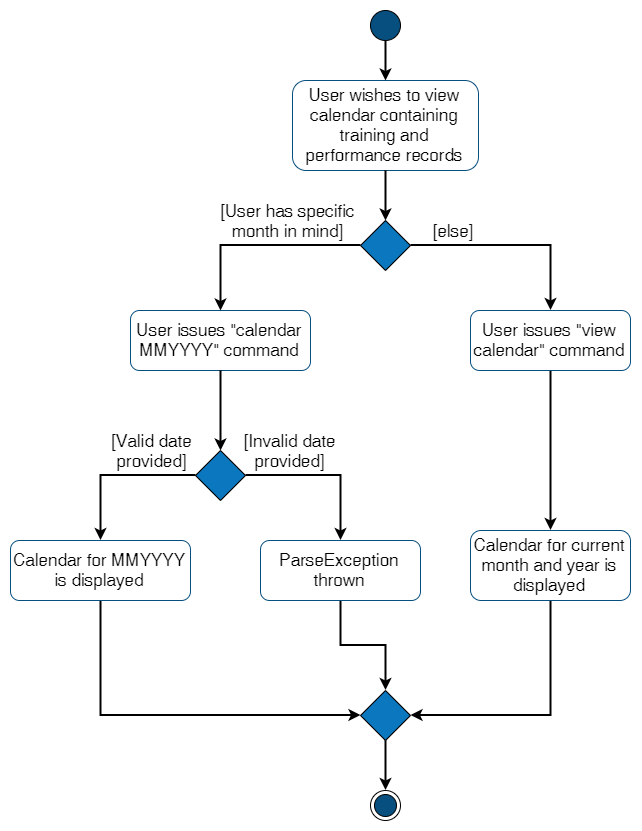 User wishes to view
calendar containing
training and
performance records
[User has specific
month in mind]
[else]
User issues "calendar
MMYYYY" command
User issues "view
calendar" command
[Valid date
provided]
[Invalid date
provided]
Calendar for MMYYYY
is displayed
ParseException
thrown
Calendar for current
month and year is
displayed